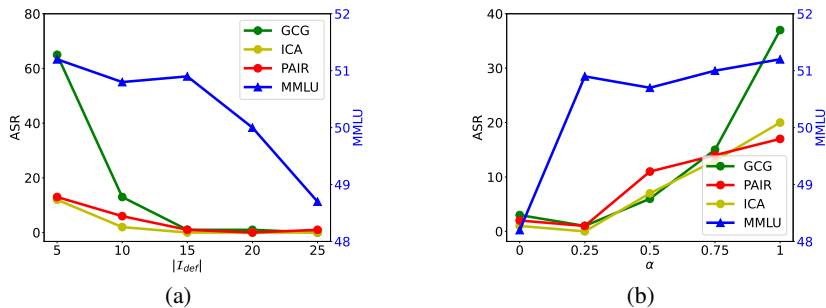 80
60
40
20
0
ASR
5
10
15
20
25
|I_def|
52
51
50
49
48
MMLU
GCG
ICA
PAIR
MMLU
(a)
40
30
20
10
0
ASR
0
0.25
0.5
0.75
1
α
52
51
50
49
48
MMLU
GCG
PAIR
ICA
MMLU
(b)